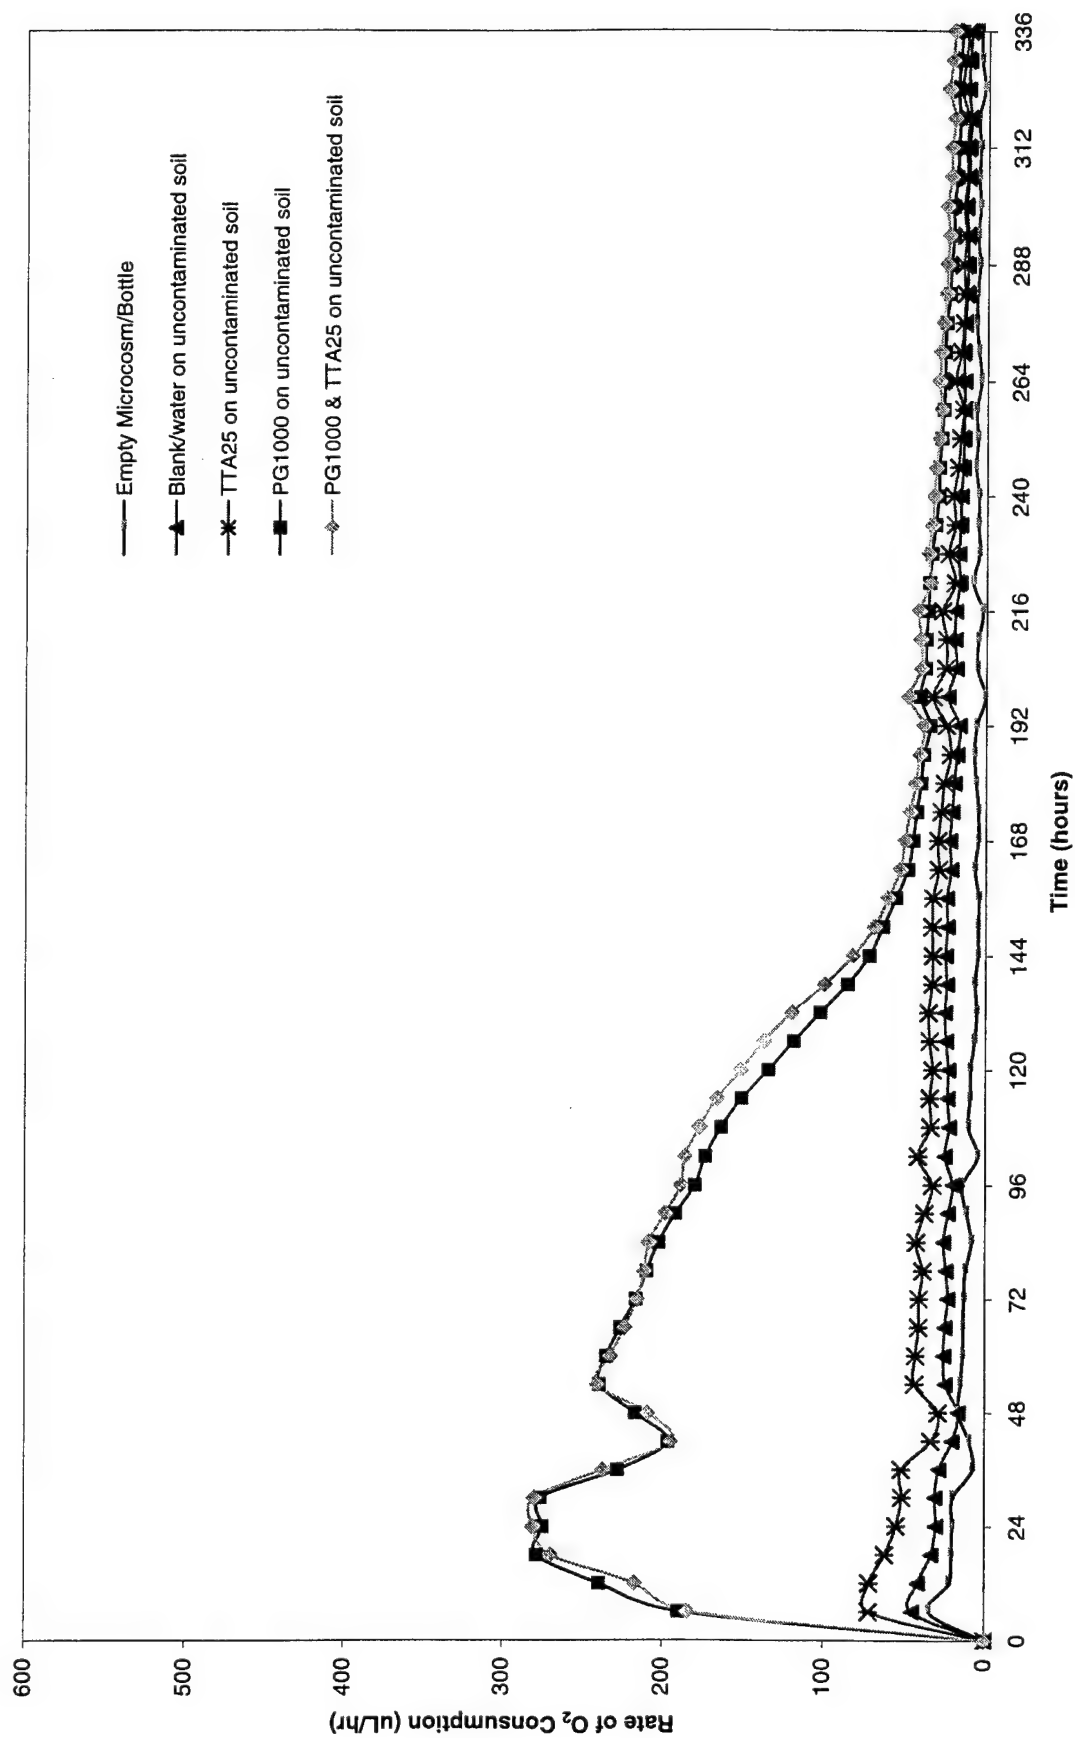 600
500
400
300
200
100
0
Rate of O₂ Consumption (uL/hr)
Empty Microcosm/Bottle
Blank/water on uncontaminated soil
TTA25 on uncontaminated soil
PG1000 on uncontaminated soil
PG1000 & TTA25 on uncontaminated soil
0 24 48 72 96 120 144 168 192 216 240 264 288 312 336
Time (hours)